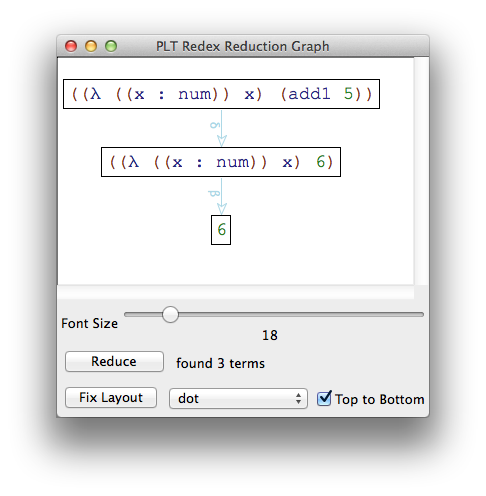 PLT Redex Reduction Graph
((λ ((x : num)) x) (add1 5))
δ
((λ ((x : num)) x) 6)
β
6
Font Size
18
Reduce found 3 terms
Fix Layout dot Top to Bottom